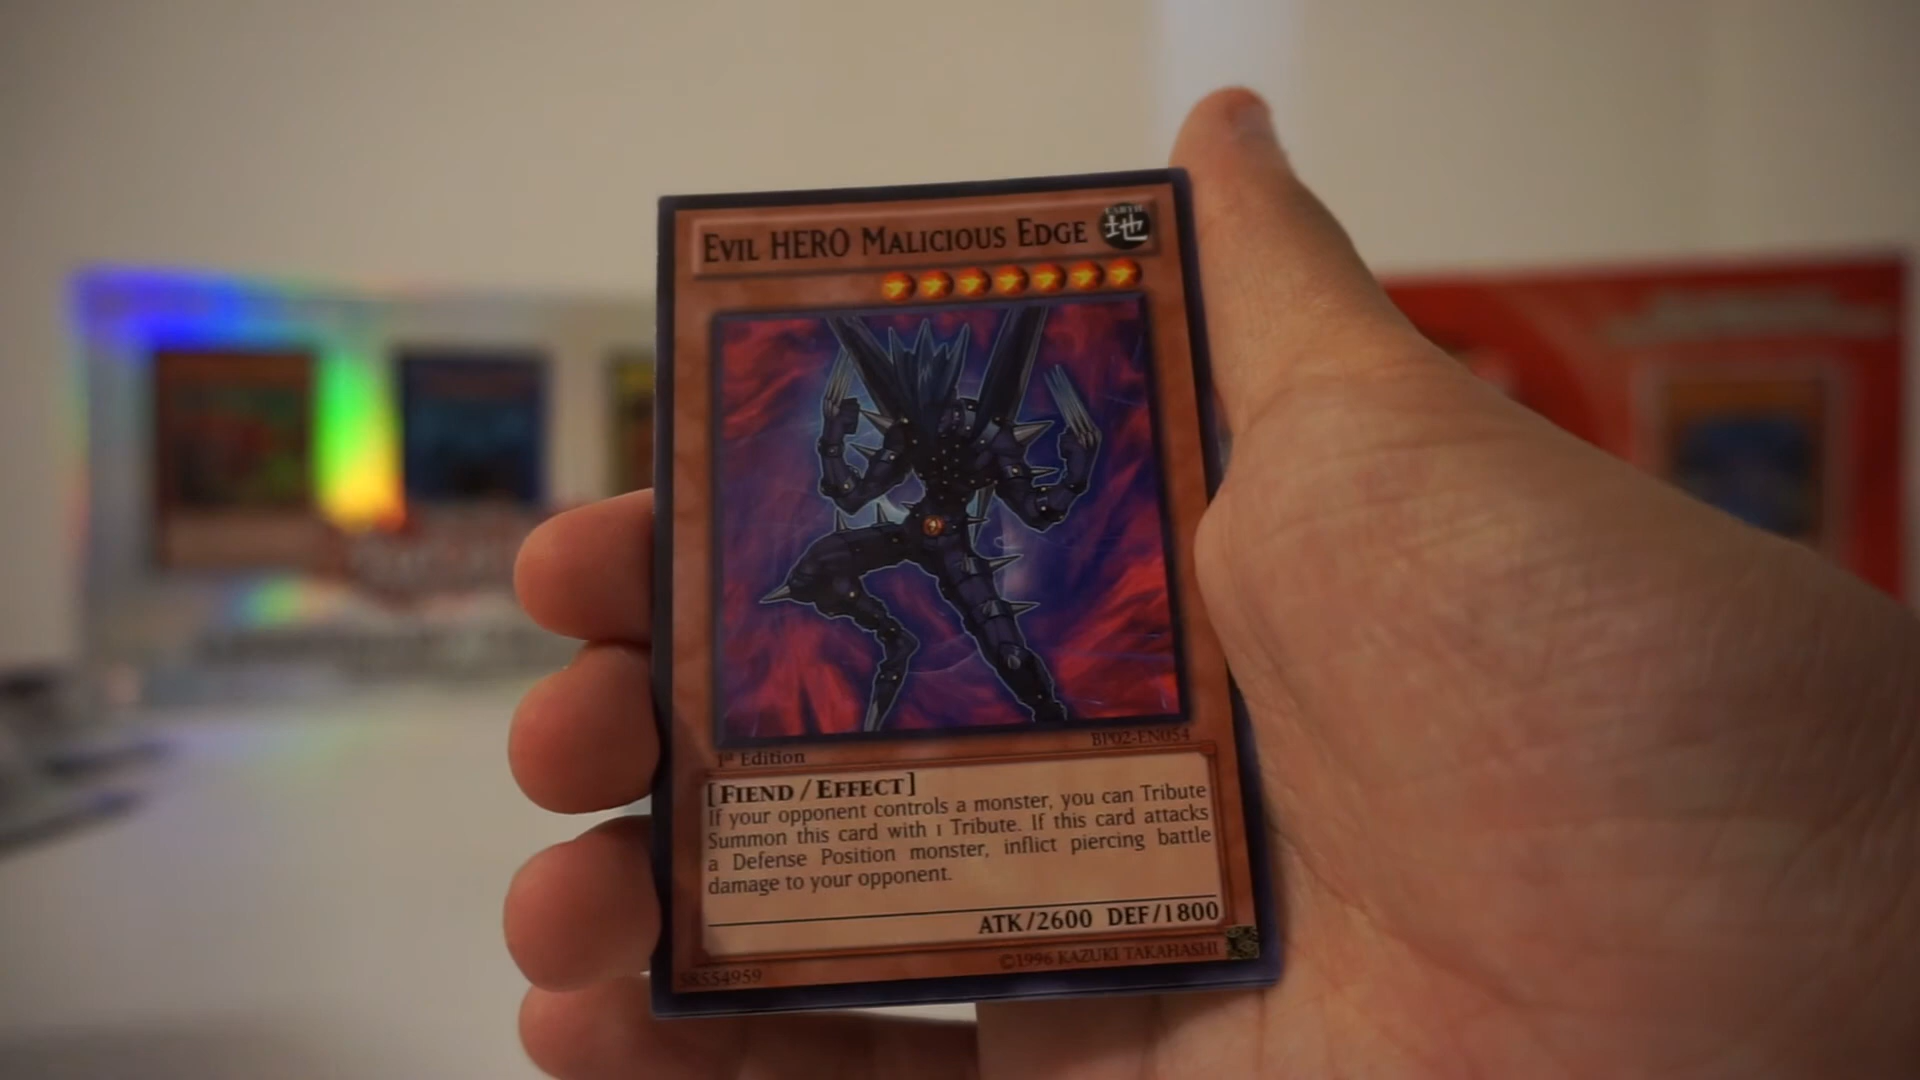 EVIL HERO MALICIOUS EDGE
EARTH
地
1st Edition
BP02-EN054
[FIEND/EFFECT]
If your opponent controls a monster, you can Tribute
Summon this card with 1 Tribute. If this card attacks
a Defense Position monster, inflict piercing battle
damage to your opponent.
ATK/2600 DEF/1800
58554959
©1996 KAZUKI TAKAHASHI